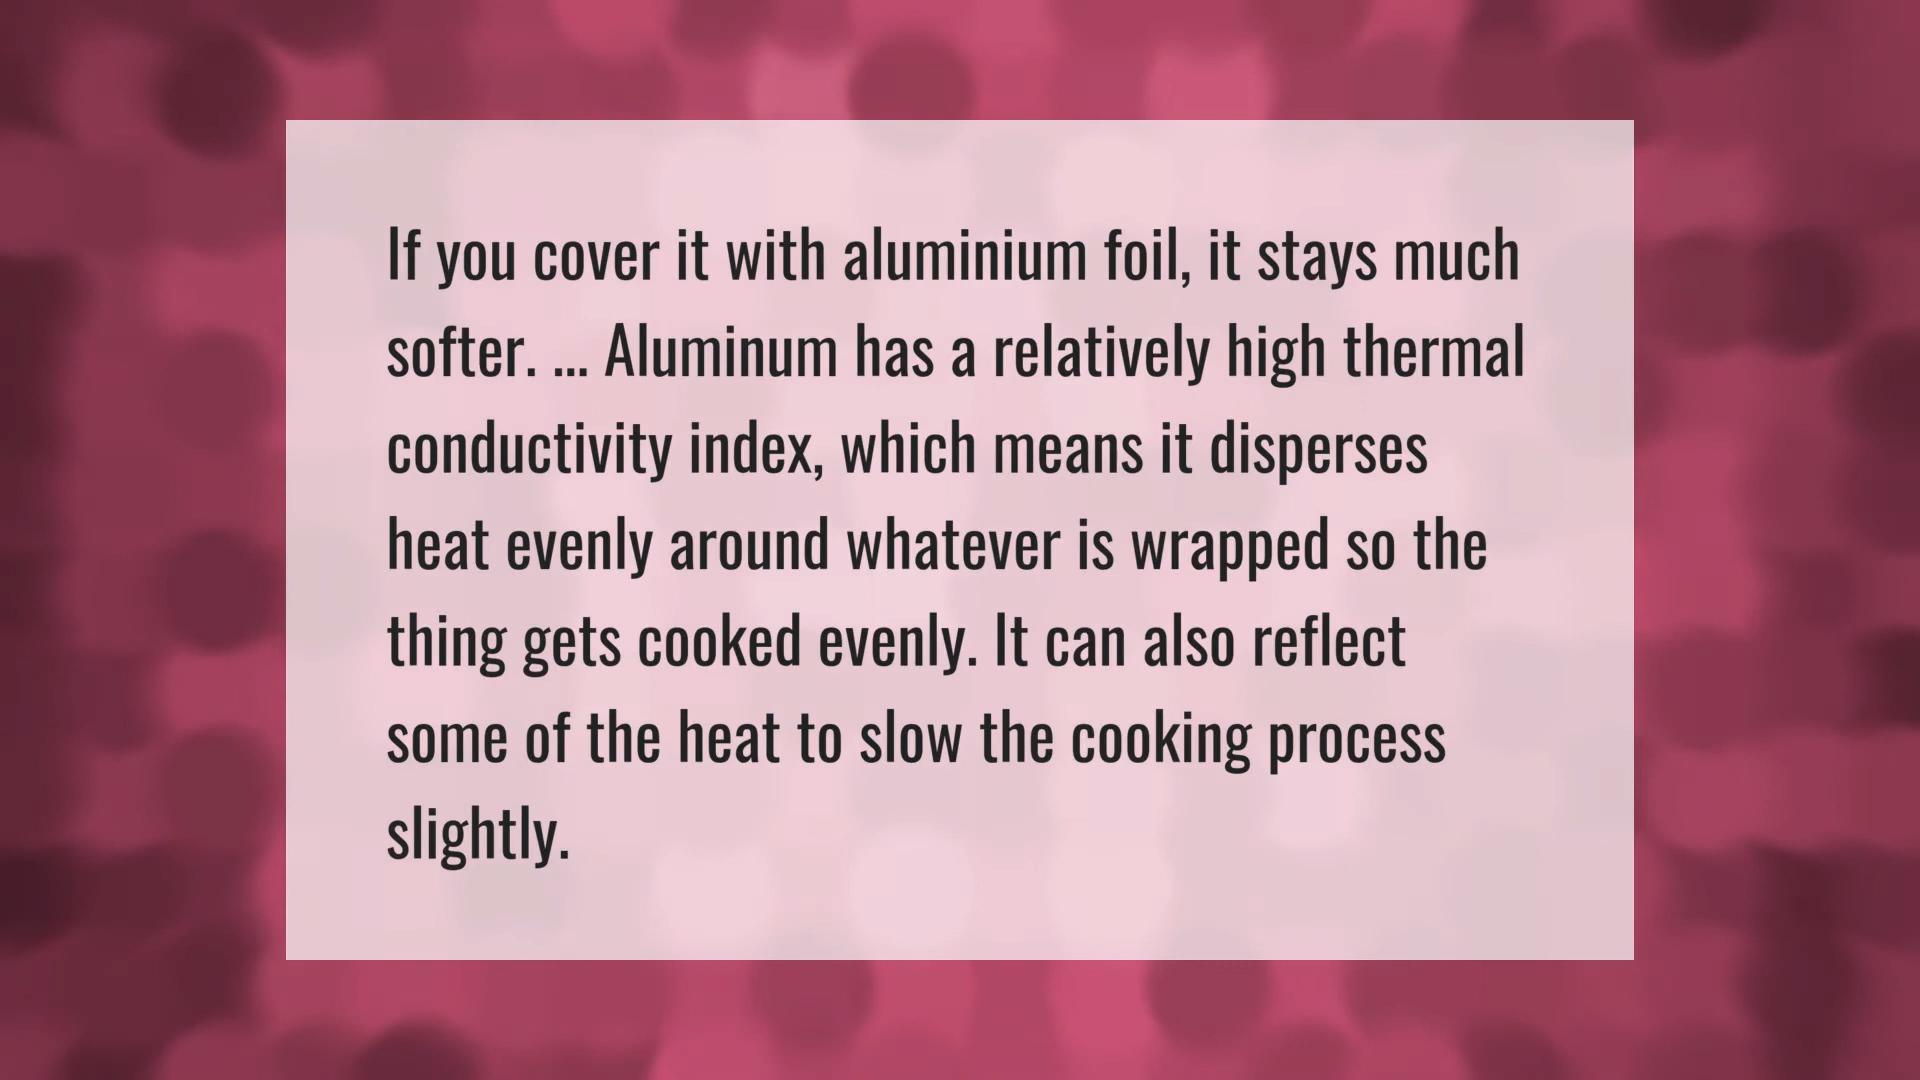 If you cover it with aluminium foil, it stays much
softer. ... Aluminum has a relatively high thermal
conductivity index, which means it disperses
heat evenly around whatever is wrapped so the
thing gets cooked evenly. It can also reflect
some of the heat to slow the cooking process
slightly.